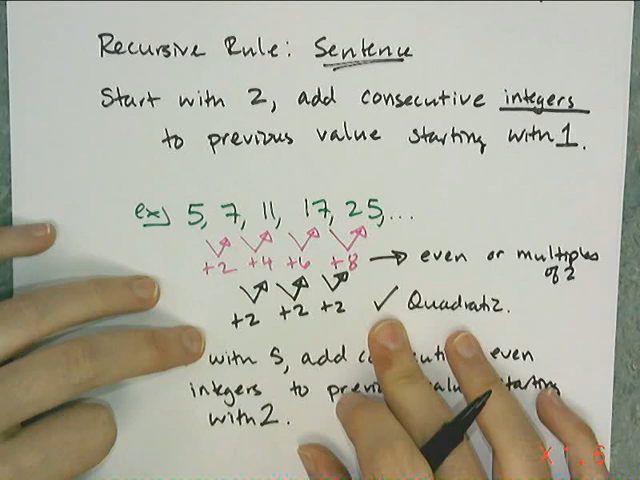 Recursive Rule: Sentence
Start with 2, add consecutive integers
to previous value starting with 1.
ex) 5, 7, 11, 17, 25, ...
+2 +4 +6 +8 → even or multiples
of 2
+2 +2 +2 ✓ Quadratic.
with 5, add even
integers to
with 2.
x 1.6